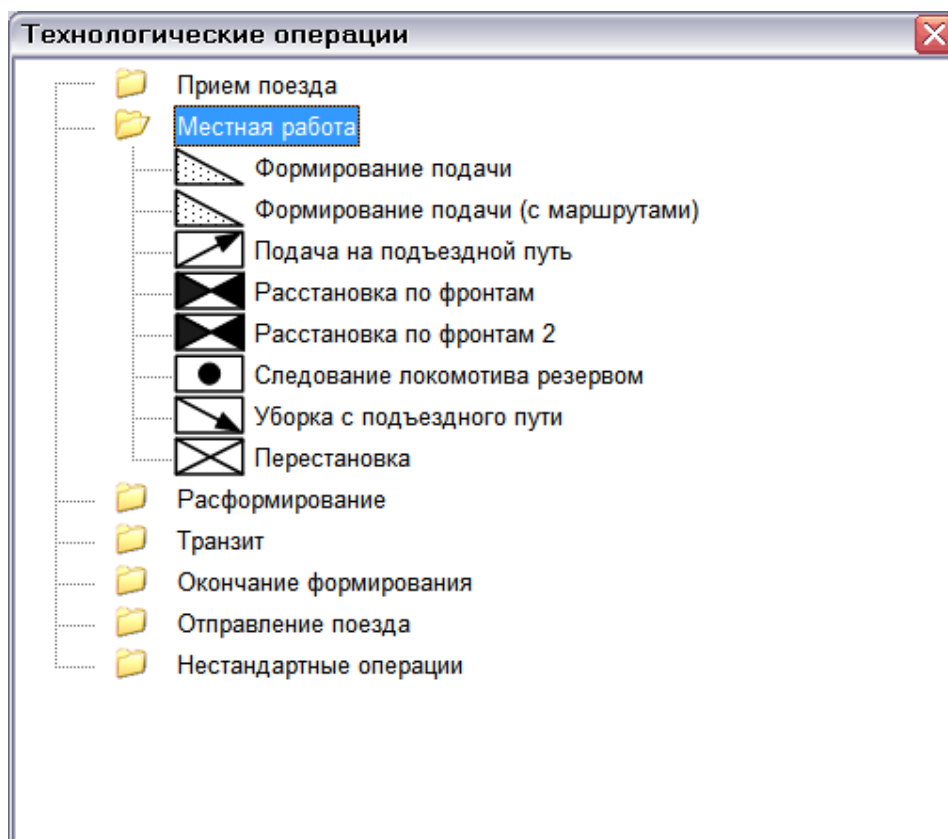 Технологические операции
Прием поезда
Местная работа
Формирование подачи
Формирование подачи (с маршрутами)
Подача на подъездной путь
Расстановка по фронтам
Расстановка по фронтам 2
Следование локомотива резервом
Уборка с подъездного пути
Перестановка
Расформирование
Транзит
Окончание формирования
Отправление поезда
Нестандартные операции